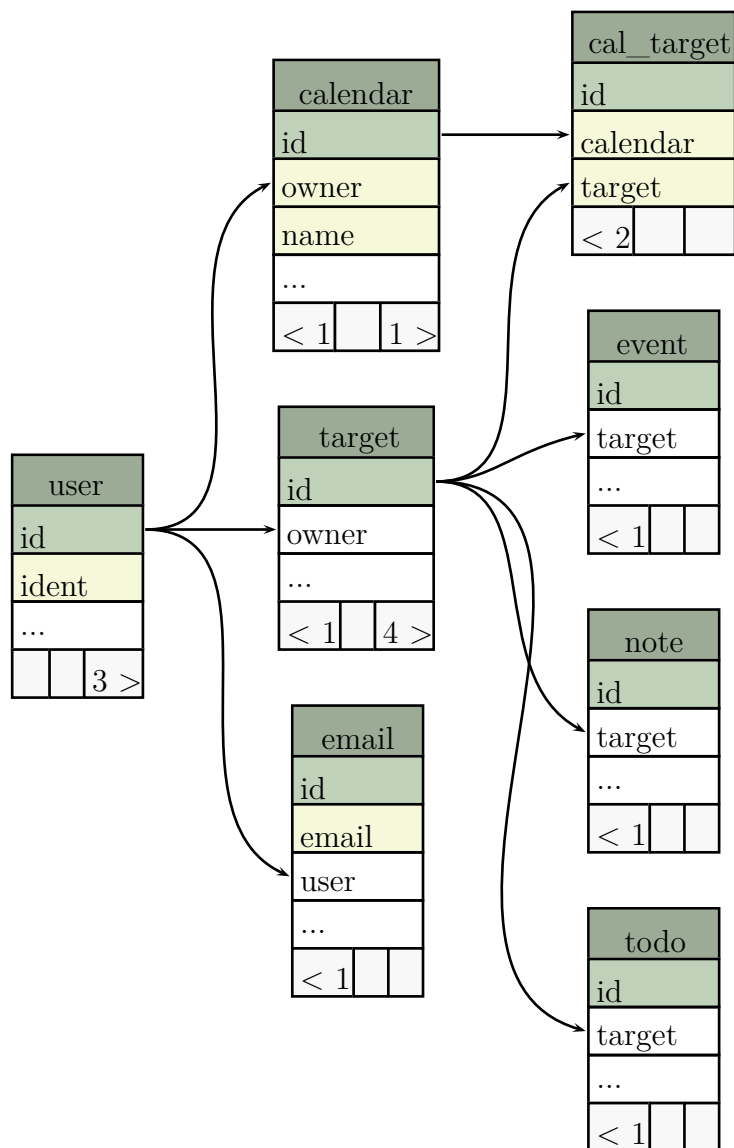 user
id
ident
...
3 >
calendar
id
owner
name
...
< 1 1 >
target
id
owner
...
< 1 4 >
email
id
email
user
...
< 1
cal_target
id
calendar
target
< 2
event
id
target
...
< 1
note
id
target
...
< 1
todo
id
target
...
< 1